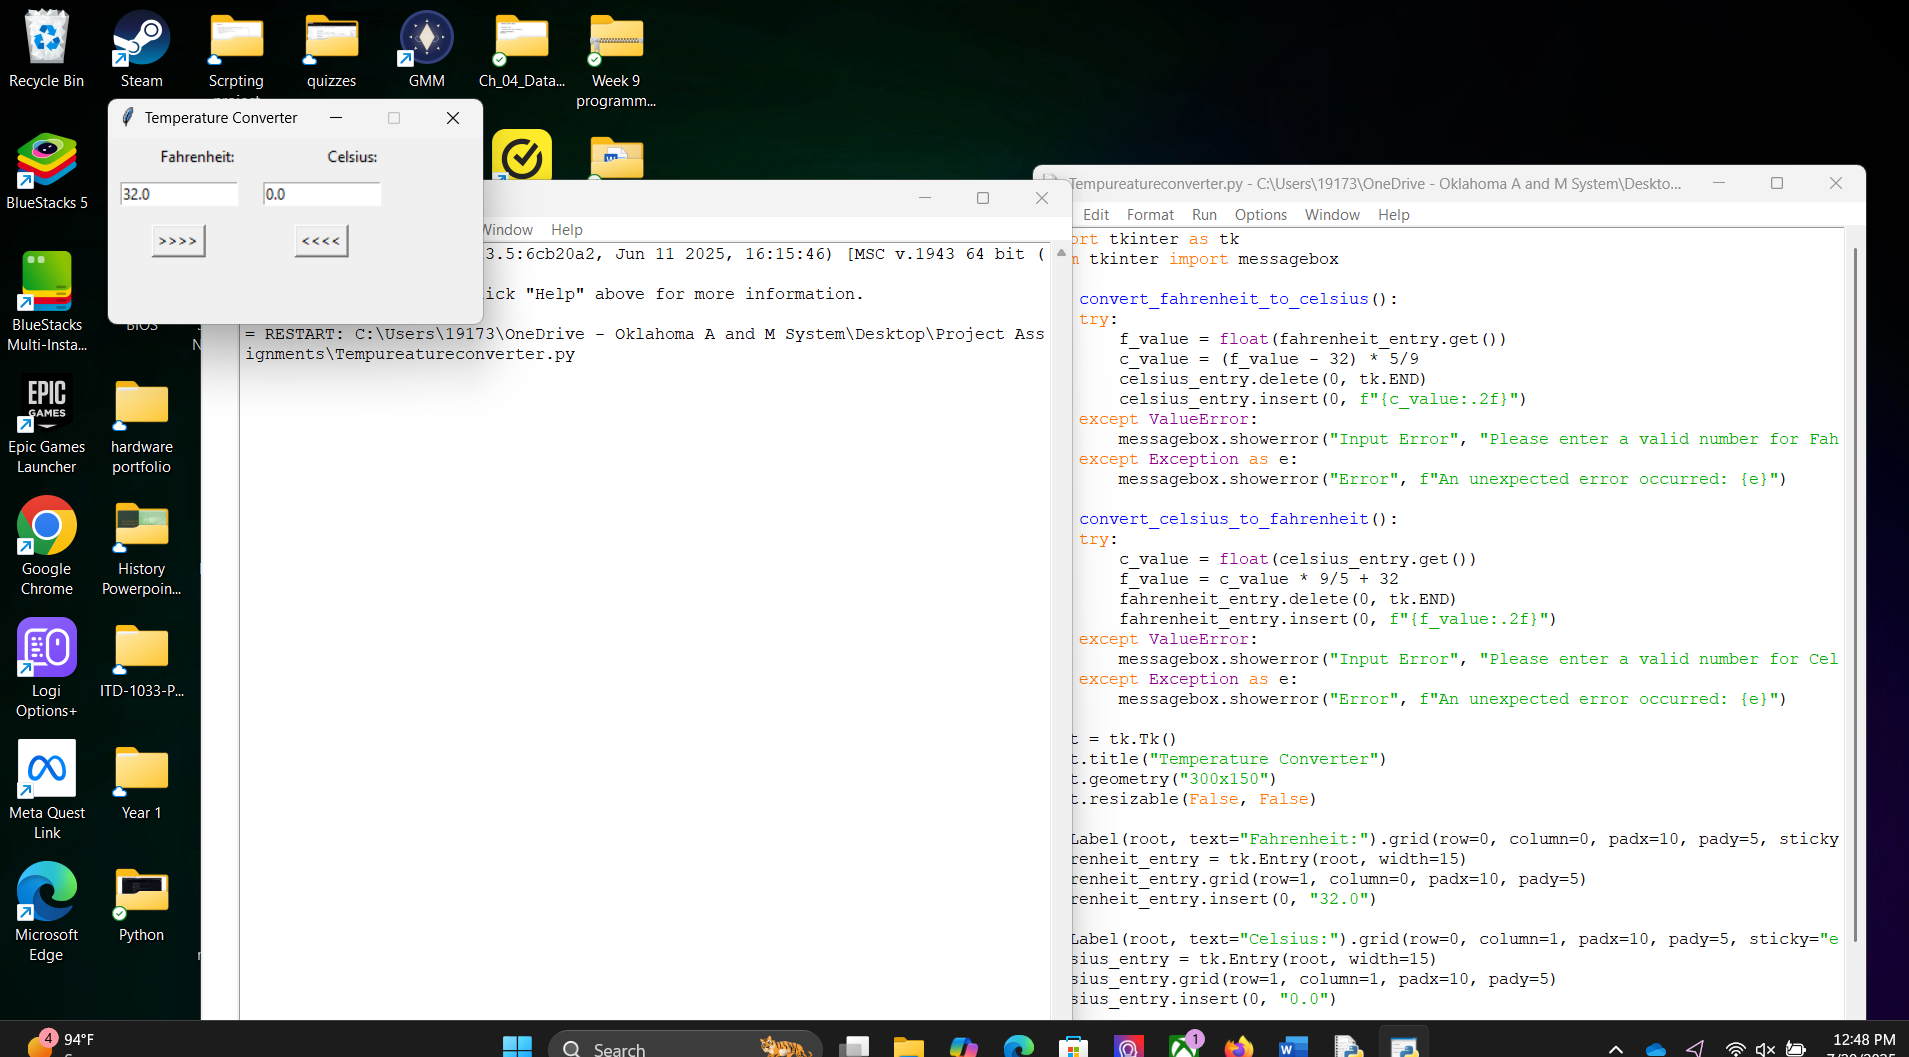 Recycle Bin
Steam
Scrpting
quizzes
GMM
Ch_04_Data...
Week 9
programm...
BlueStacks 5
BlueStacks
Multi-Insta...
BIOS
Epic Games
Launcher
hardware
portfolio
Google
Chrome
History
Powerpoin...
Logi
Options+
ITD-1033-P...
Meta Quest
Link
Year 1
Microsoft
Edge
Python
Temperature Converter
Fahrenheit:
Celsius:
32.0
0.0
>>>>
<<<<
Window Help
3.5:6cb20a2, Jun 11 2025, 16:15:46) [MSC v.1943 64 bit (
ick "Help" above for more information.
= RESTART: C:\Users\19173\OneDrive - Oklahoma A and M System\Desktop\Project Ass
ignments\Tempureatureconverter.py
Tempureatureconverter.py - C:\Users\19173\OneDrive - Oklahoma A and M System\Deskto...
Edit Format Run Options Window Help
ort tkinter as tk
m tkinter import messagebox
convert_fahrenheit_to_celsius():
try:
f_value = float(fahrenheit_entry.get())
c_value = (f_value - 32) * 5/9
celsius_entry.delete(0, tk.END)
celsius_entry.insert(0, f"{c_value:.2f}")
except ValueError:
messagebox.showerror("Input Error", "Please enter a valid number for Fah
except Exception as e:
messagebox.showerror("Error", f"An unexpected error occurred: {e}")
convert_celsius_to_fahrenheit():
try:
c_value = float(celsius_entry.get())
f_value = c_value * 9/5 + 32
fahrenheit_entry.delete(0, tk.END)
fahrenheit_entry.insert(0, f"{f_value:.2f}")
except ValueError:
messagebox.showerror("Input Error", "Please enter a valid number for Cel
except Exception as e:
messagebox.showerror("Error", f"An unexpected error occurred: {e}")
t = tk.Tk()
t.title("Temperature Converter")
t.geometry("300x150")
t.resizable(False, False)
Label(root, text="Fahrenheit:").grid(row=0, column=0, padx=10, pady=5, sticky
renheit_entry = tk.Entry(root, width=15)
renheit_entry.grid(row=1, column=0, padx=10, pady=5)
renheit_entry.insert(0, "32.0")
Label(root, text="Celsius:").grid(row=0, column=1, padx=10, pady=5, sticky="e
sius_entry = tk.Entry(root, width=15)
sius_entry.grid(row=1, column=1, padx=10, pady=5)
sius_entry.insert(0, "0.0")
4
94°F
Search
1
12:48 PM